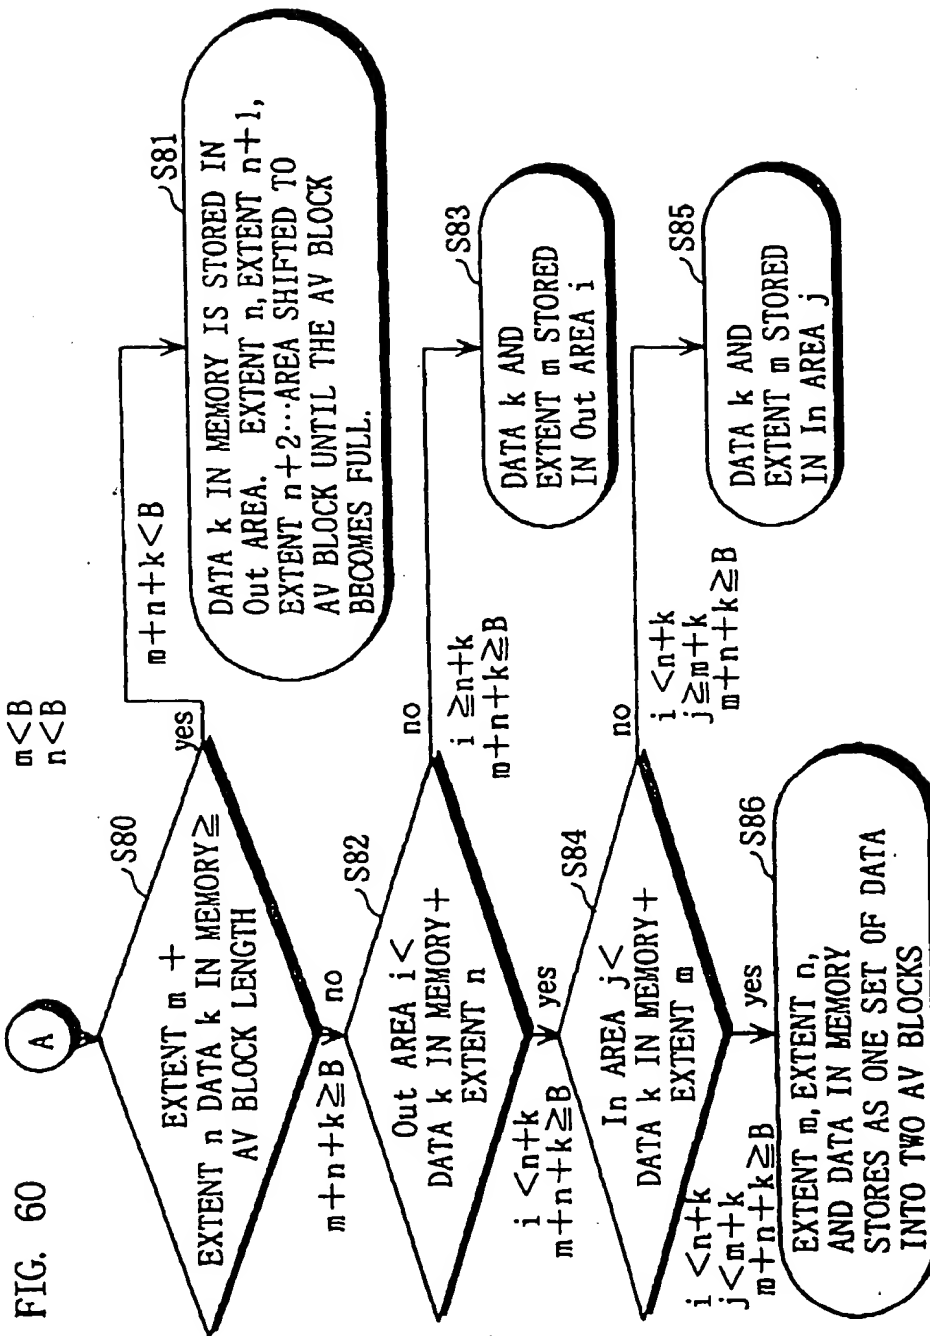 FIG. 60
m<B
n<B
A
S80
EXTENT m +
EXTENT n DATA k IN MEMORY≧
AV BLOCK LENGTH
yes
m+n+k<B
S81
DATA k IN MEMORY IS STORED IN
Out AREA. EXTENT n, EXTENT n+1,
EXTENT n+2···AREA SHIFTED TO
AV BLOCK UNTIL THE AV BLOCK
BECOMES FULL.
m+n+k≧B
no
S82
Out AREA i<
DATA k IN MEMORY+
EXTENT n
no
i ≧n+k
m+n+k≧B
S83
DATA k AND
EXTENT m STORED
IN Out AREA i
i <n+k
m+n+k≧B
yes
S84
In AREA j<
DATA k IN MEMORY+
EXTENT m
no
i <n+k
j≧m+k
m+n+k≧B
S85
DATA k AND
EXTENT m STORED
IN In AREA j
i <n+k
j<m+k
m+n+k≧B
yes
S86
EXTENT m, EXTENT n,
AND DATA IN MEMORY
STORES AS ONE SET OF DATA
INTO TWO AV BLOCKS